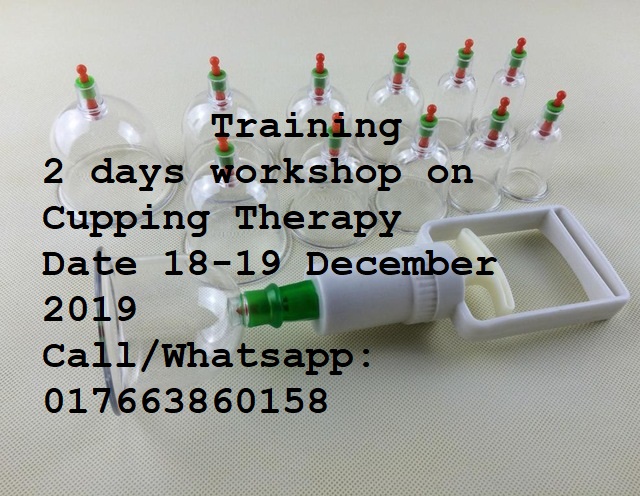 Training
2 days workshop on
Cupping Therapy
Date 18-19 December
2019
Call/Whatsapp:
017663860158